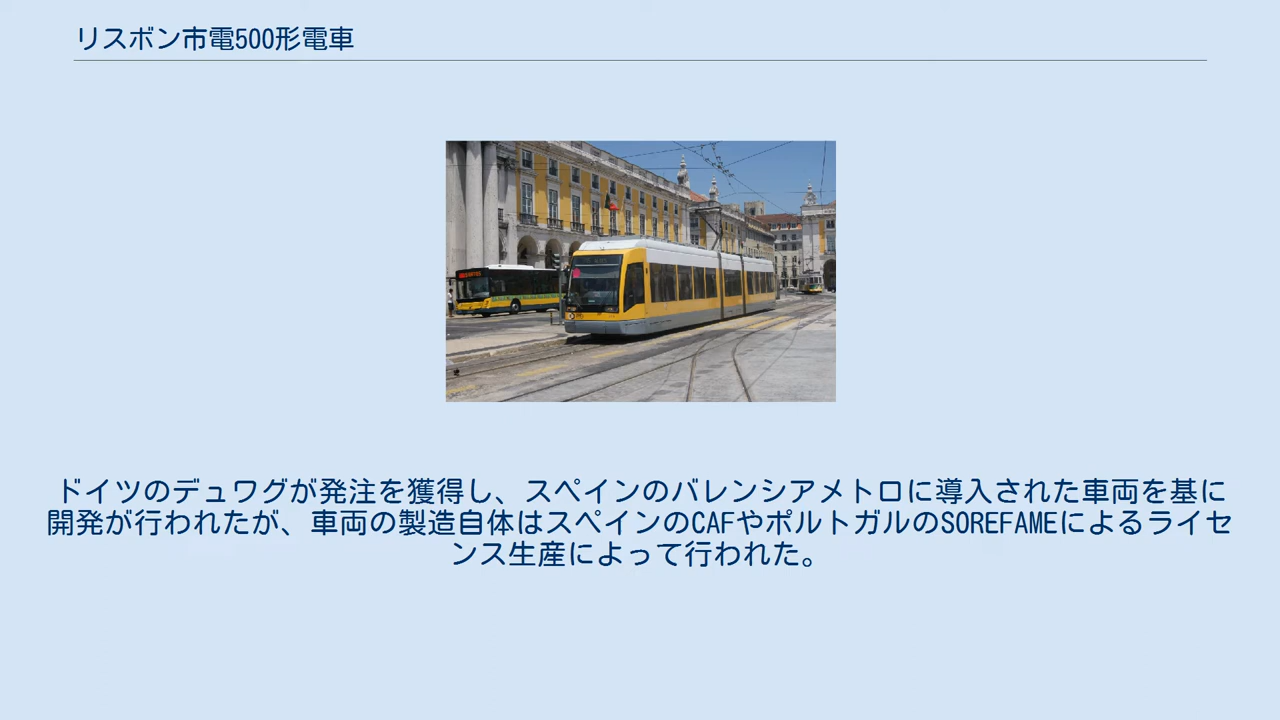 リスボン市電500形電車
ドイツのデュワグが発注を獲得し、スペインのバレンシアメトロに導入された車両を基に
開発が行われたが、車両の製造自体はスペインのCAFやポルトガルのSOREFAMEによるライセ
ンス生産によって行われた。